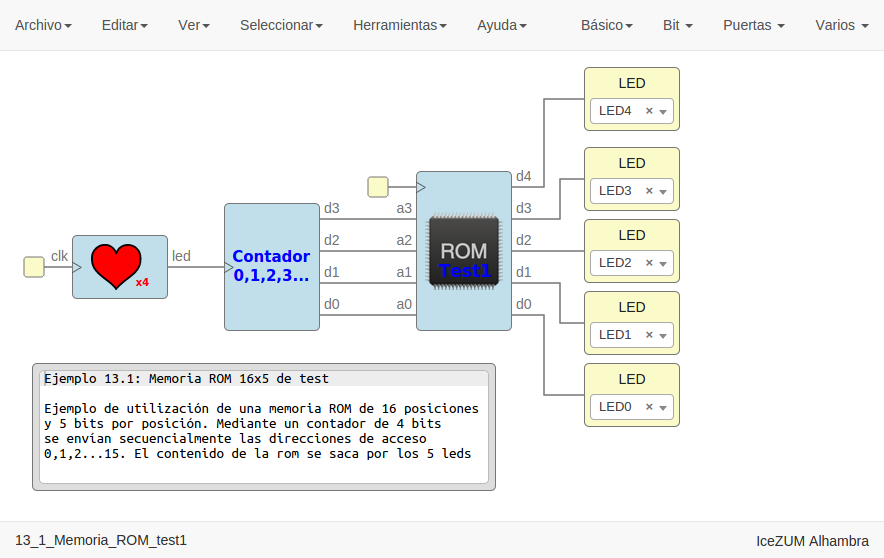 Archivo Editar Ver Seleccionar Herramientas Ayuda Básico Bit Puertas Varios
LED
LED4 ×
d4
LED
LED3 ×
d3 a3 d3
LED
LED2 ×
d2 a2 d2
clk led
x4
Contador
0,1,2,3...
ROM
Test1
d1 a1 d1
LED
LED1 ×
d0 a0 d0
LED
LED0 ×
Ejemplo 13.1: Memoria ROM 16x5 de test
Ejemplo de utilización de una memoria ROM de 16 posiciones
y 5 bits por posición. Mediante un contador de 4 bits
se envían secuencialmente las direcciones de acceso
0,1,2...15. El contenido de la rom se saca por los 5 leds
13_1_Memoria_ROM_test1 IceZUM Alhambra